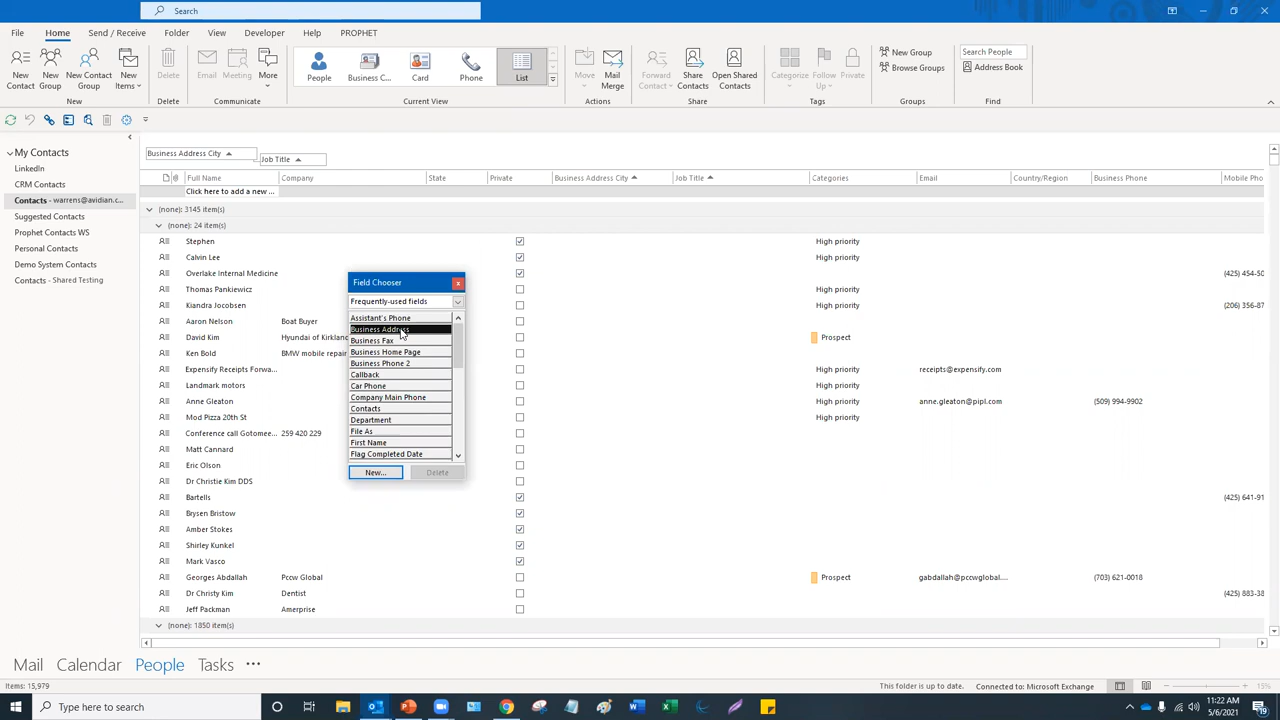 Search
File Home Send / Receive Folder View Developer Help PROPHET
New Contact
New Group
New Contact Group
New Items
Delete
Email
Meeting
More
People
Business C...
Card
Phone
List
Move
Mail Merge
Forward Contact
Share Contacts
Open Shared Contacts
Categorize
Follow Up
Private
New Group
Browse Groups
Search People
Address Book
New Delete Communicate Current View Actions Share Tags Groups Find
My Contacts
LinkedIn
CRM Contacts
Contacts - warrens@avidian.c...
Suggested Contacts
Prophet Contacts WS
Personal Contacts
Demo System Contacts
Contacts - Shared Testing
Business Address City
Job Title
Full Name Company State Private Business Address City Job Title Categories Email Country/Region Business Phone Mobile Pho
Click here to add a new ...
(none): 3145 item(s)
(none): 24 item(s)
Stephen High priority
Calvin Lee High priority
Overlake Internal Medicine (425) 454-50
Thomas Pankiewicz High priority
Kiandra Jocobsen High priority (206) 356-87
Aaron Nelson Boat Buyer
David Kim Hyundai of Kirkland Prospect
Ken Bold BMW mobile repair
Expensify Receipts Forwa... High priority receipts@expensify.com
Landmark motors High priority
Anne Gleaton High priority anne.gleaton@pipl.com (509) 994-9902
Mod Pizza 20th St High priority
Conference call Gotomee... 259 420 229
Matt Cannard
Eric Olson
Dr Christie Kim DDS
Bartells (425) 641-91
Brysen Bristow
Amber Stokes
Shirley Kunkel
Mark Vasco
Georges Abdallah Pccw Global Prospect gabdallah@pccwglobal.... (703) 621-0018
Dr Christy Kim Dentist (425) 883-38
Jeff Packman Amerprise
(none): 1850 item(s)
Field Chooser
Frequently-used fields
Assistant's Phone
Business Address
Business Fax
Business Home Page
Business Phone 2
Callback
Car Phone
Company Main Phone
Contacts
Department
File As
First Name
Flag Completed Date
New... Delete
Mail Calendar People Tasks ...
Items: 15,979 This folder is up to date. Connected to: Microsoft Exchange 15%
Type here to search
11:22 AM
5/6/2021
19